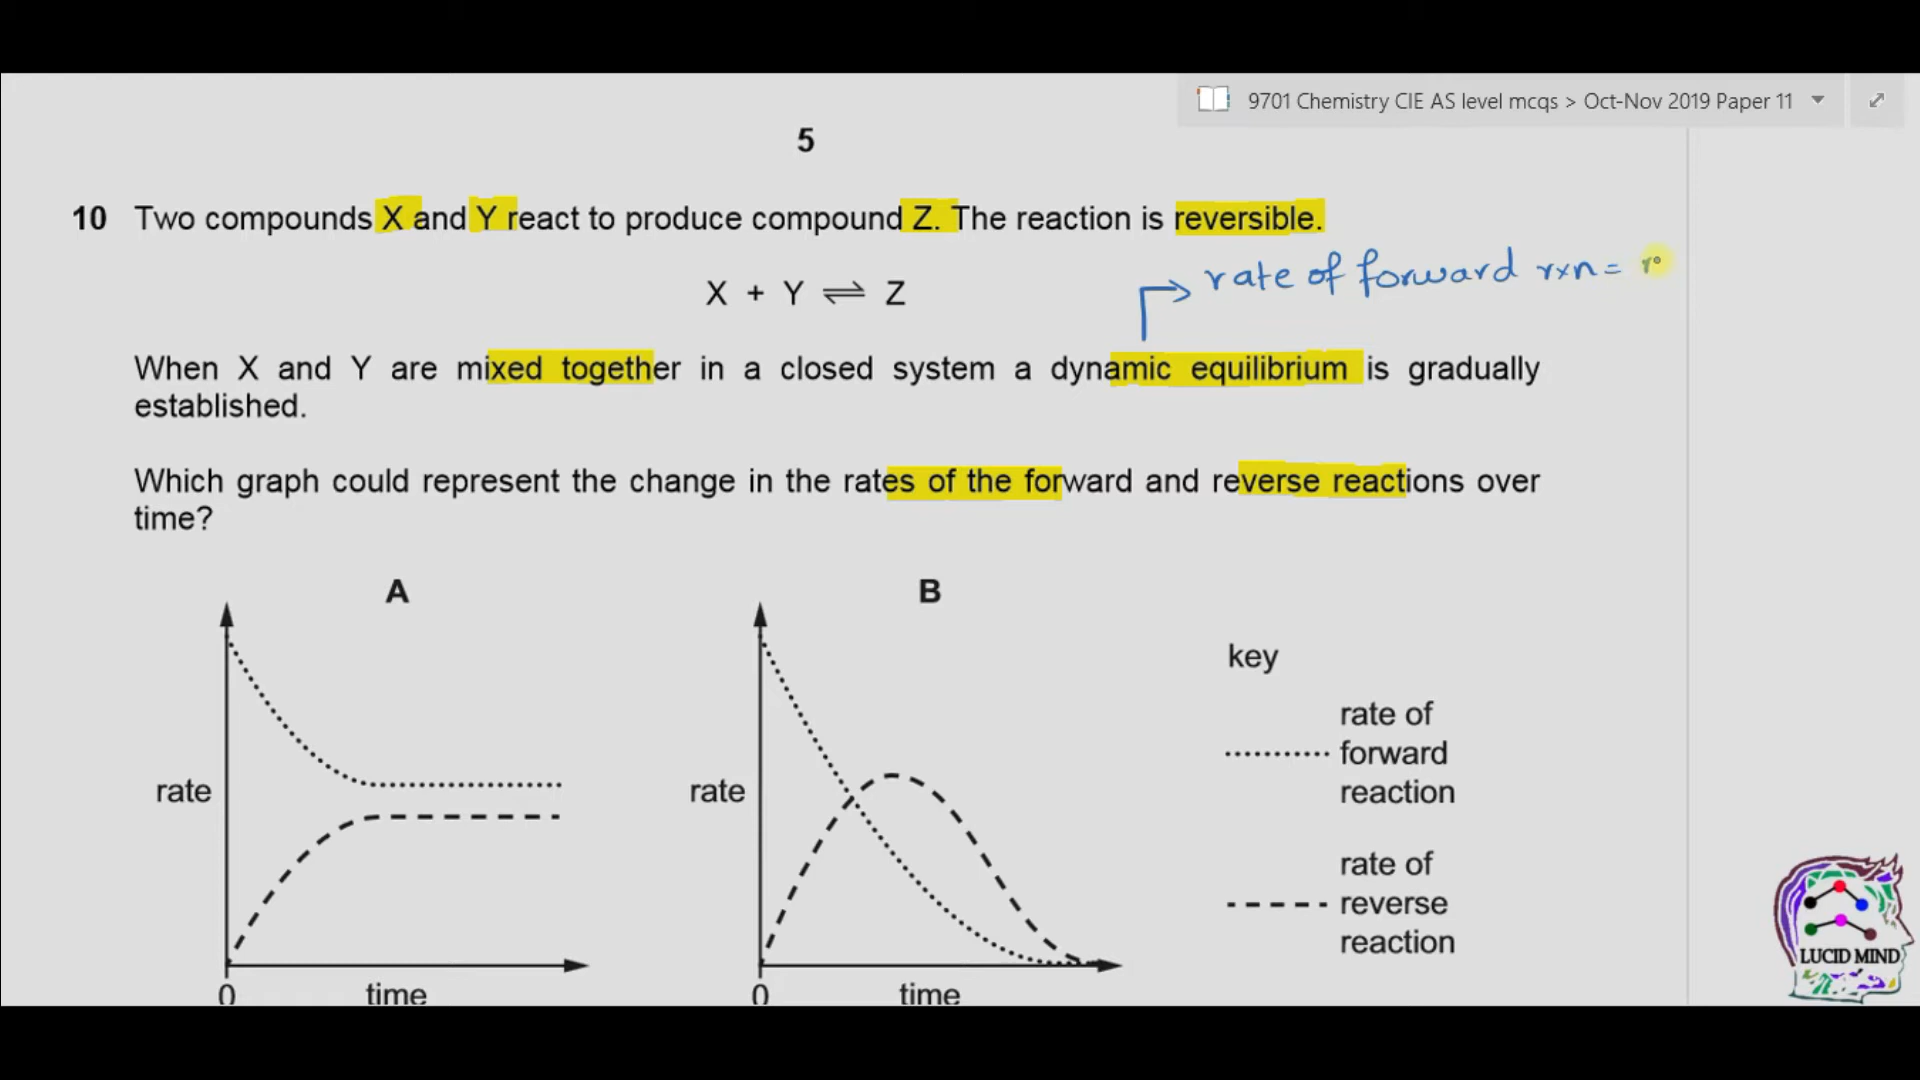 9701 Chemistry CIE AS level mcqs > Oct-Nov 2019 Paper 11
5
10 Two compounds X and Y react to produce compound Z. The reaction is reversible.
rate of forward rxn = r
X + Y ⇌ Z
When X and Y are mixed together in a closed system a dynamic equilibrium is gradually
established.
Which graph could represent the change in the rates of the forward and reverse reactions over
time?
A
rate
0
time
B
rate
0
time
key
rate of
forward
reaction
rate of
reverse
reaction
LUCID MIND